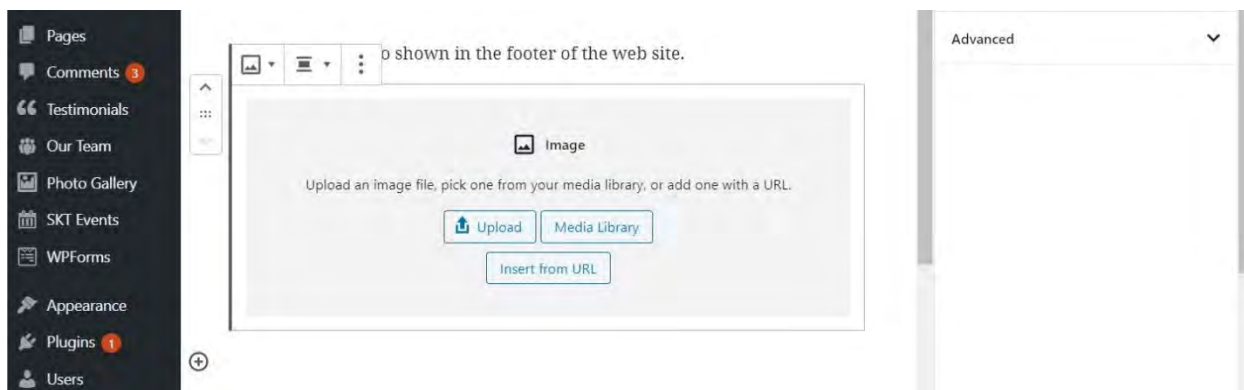 Pages
Comments 3
Testimonials
Our Team
Photo Gallery
SKT Events
WPForms
Appearance
Plugins 1
Users
o shown in the footer of the web site.
Image
Upload an image file, pick one from your media library, or add one with a URL.
Upload
Media Library
Insert from URL
Advanced